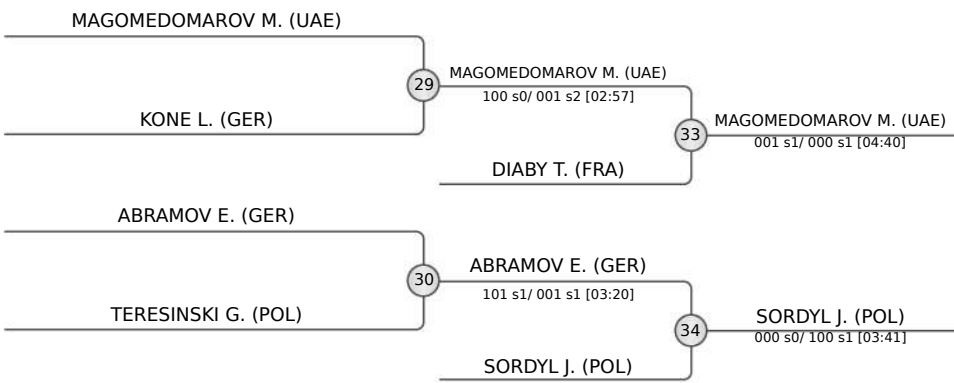 MAGOMEDOMAROV M. (UAE)
29
MAGOMEDOMAROV M. (UAE)
100 s0/ 001 s2 [02:57]
KONE L. (GER)
33
MAGOMEDOMAROV M. (UAE)
001 s1/ 000 s1 [04:40]
DIABY T. (FRA)
ABRAMOV E. (GER)
30
ABRAMOV E. (GER)
101 s1/ 001 s1 [03:20]
TERESINSKI G. (POL)
34
SORDYL J. (POL)
000 s0/ 100 s1 [03:41]
SORDYL J. (POL)